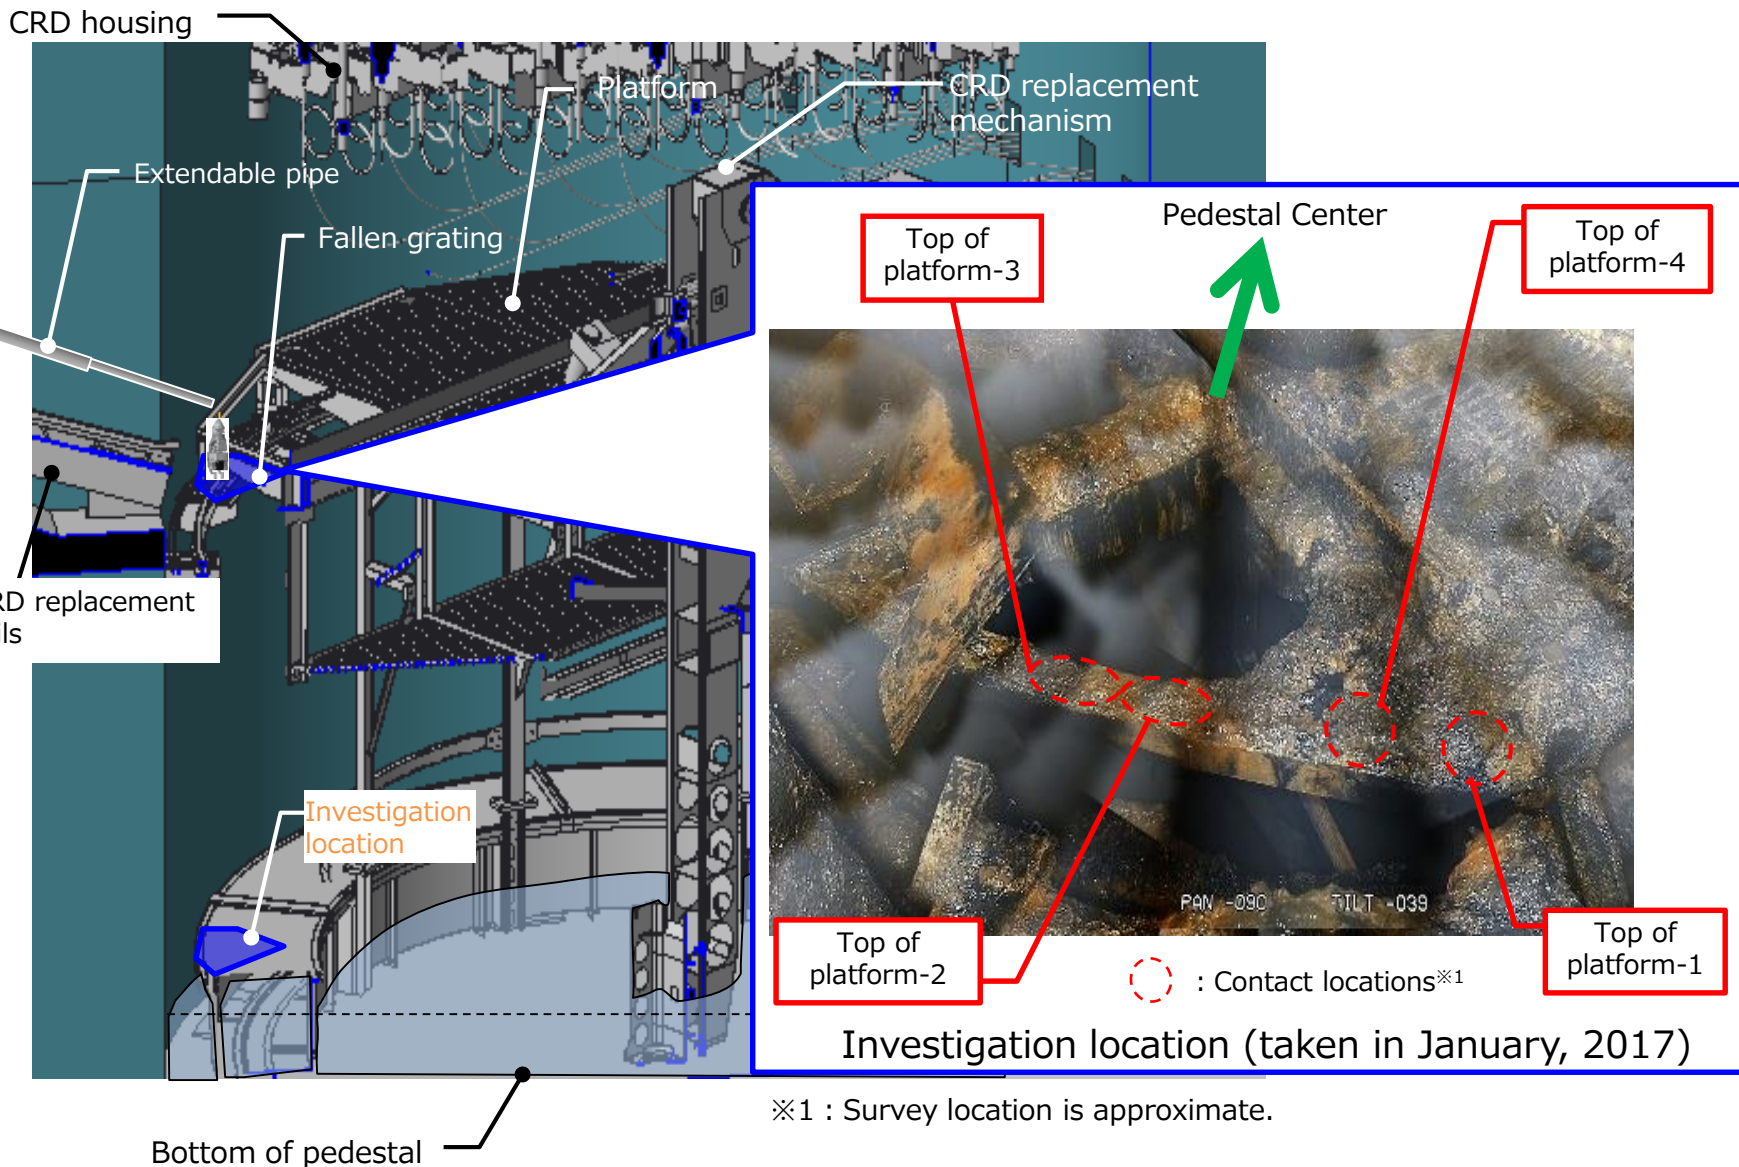 CRD housing
Platform
CRD replacement
mechanism
Extendable pipe
Fallen grating
RD replacement
ils
Investigation
location
Bottom of pedestal
Pedestal Center
Top of
platform-3
Top of
platform-4
PAN -090 TILT -039
Top of
platform-2
Top of
platform-1
: Contact locations※1
Investigation location (taken in January, 2017)
※1 : Survey location is approximate.